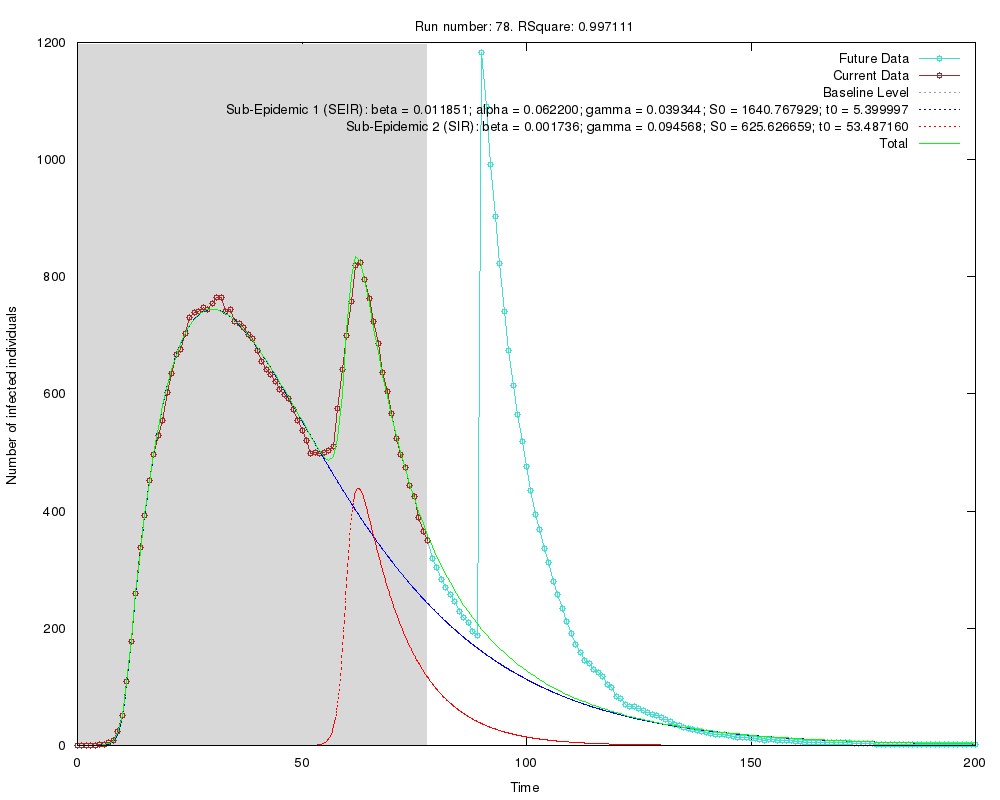 Run number: 78. RSquare: 0.997111
1200
1000
800
600
400
200
0
Number of infected individuals
Future Data
Current Data
Baseline Level
Sub-Epidemic 1 (SEIR): beta = 0.011851; alpha = 0.062200; gamma = 0.039344; S0 = 1640.767929; t0 = 5.399997
Sub-Epidemic 2 (SIR): beta = 0.001736; gamma = 0.094568; S0 = 625.626659; t0 = 53.487160
Total
0
50
100
150
200
Time